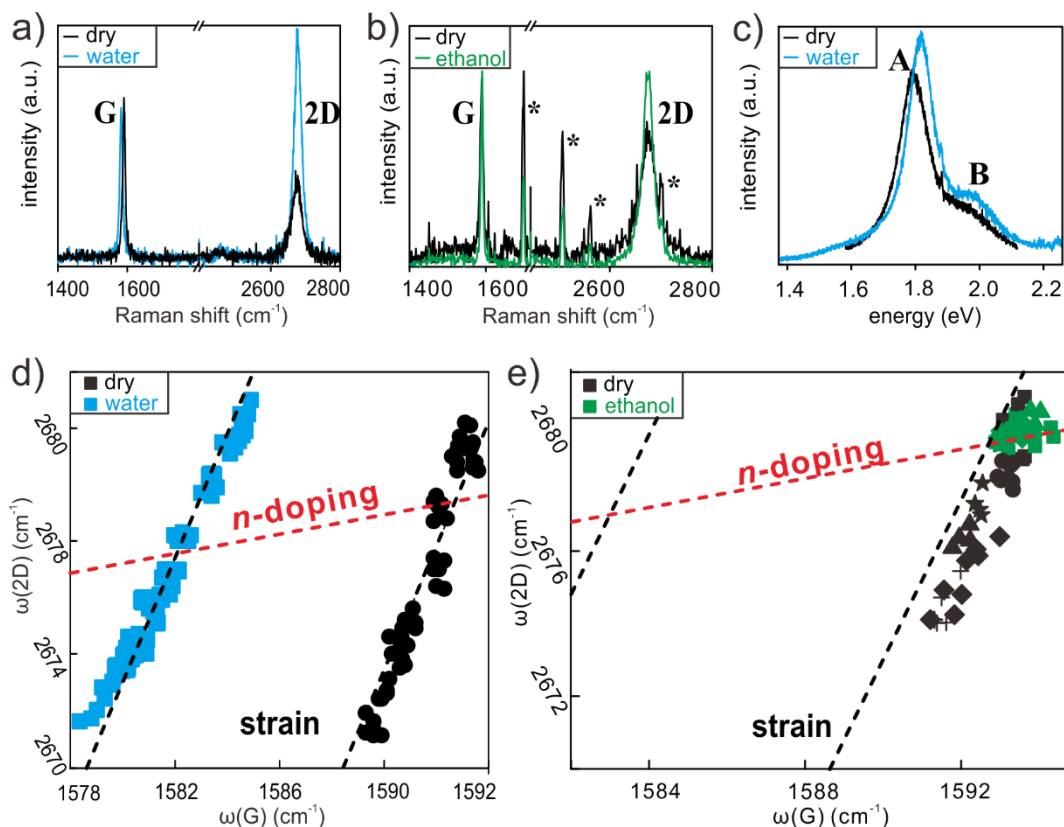 a)
dry
water
G
2D
intensity (a.u.)
1400
1600
2600
2800
Raman shift (cm⁻¹)
b)
dry
ethanol
G
*
*
*
2D
*
intensity (a.u.)
1400
1600
2600
2800
Raman shift (cm⁻¹)
c)
dry
water
A
B
intensity (a.u.)
1.4
1.6
1.8
2.0
2.2
energy (eV)
d)
dry
water
n-doping
strain
ω(2D) (cm⁻¹)
2680
2678
2674
2670
1578
1582
1586
1590
1592
ω(G) (cm⁻¹)
e)
dry
ethanol
n-doping
strain
ω(2D) (cm⁻¹)
2680
2676
2672
1584
1588
1592
ω(G) (cm⁻¹)